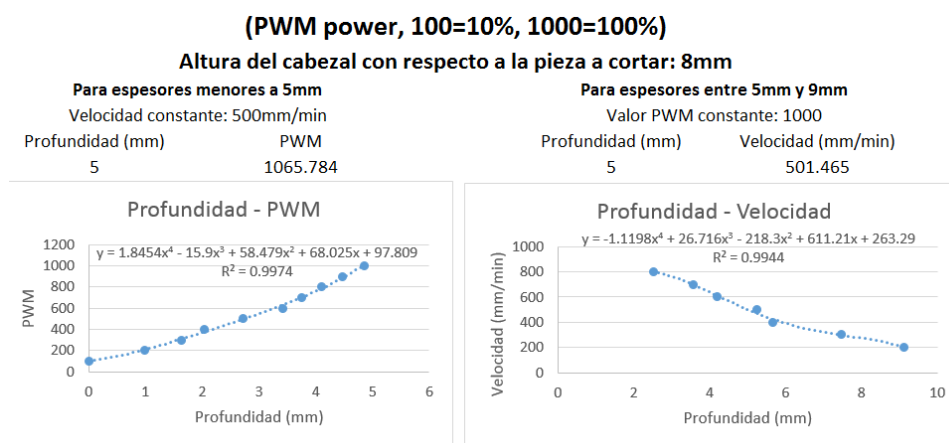 (PWM power, 100=10%, 1000=100%)
Altura del cabezal con respecto a la pieza a cortar: 8mm
Para espesores menores a 5mm
Velocidad constante: 500mm/min
Profundidad (mm) PWM
5 1065.784
Profundidad - PWM
y = 1.8454x⁴ - 15.9x³ + 58.479x² + 68.025x + 97.809
R² = 0.9974
PWM
1200
1000
800
600
400
200
0
0 1 2 3 4 5 6
Profundidad (mm)
Para espesores entre 5mm y 9mm
Valor PWM constante: 1000
Profundidad (mm) Velocidad (mm/min)
5 501.465
Profundidad - Velocidad
y = -1.1198x⁴ + 26.716x³ - 218.3x² + 611.21x + 263.29
R² = 0.9944
Velocidad (mm/min)
1000
800
600
400
200
0
0 2 4 6 8 10
Profundidad (mm)